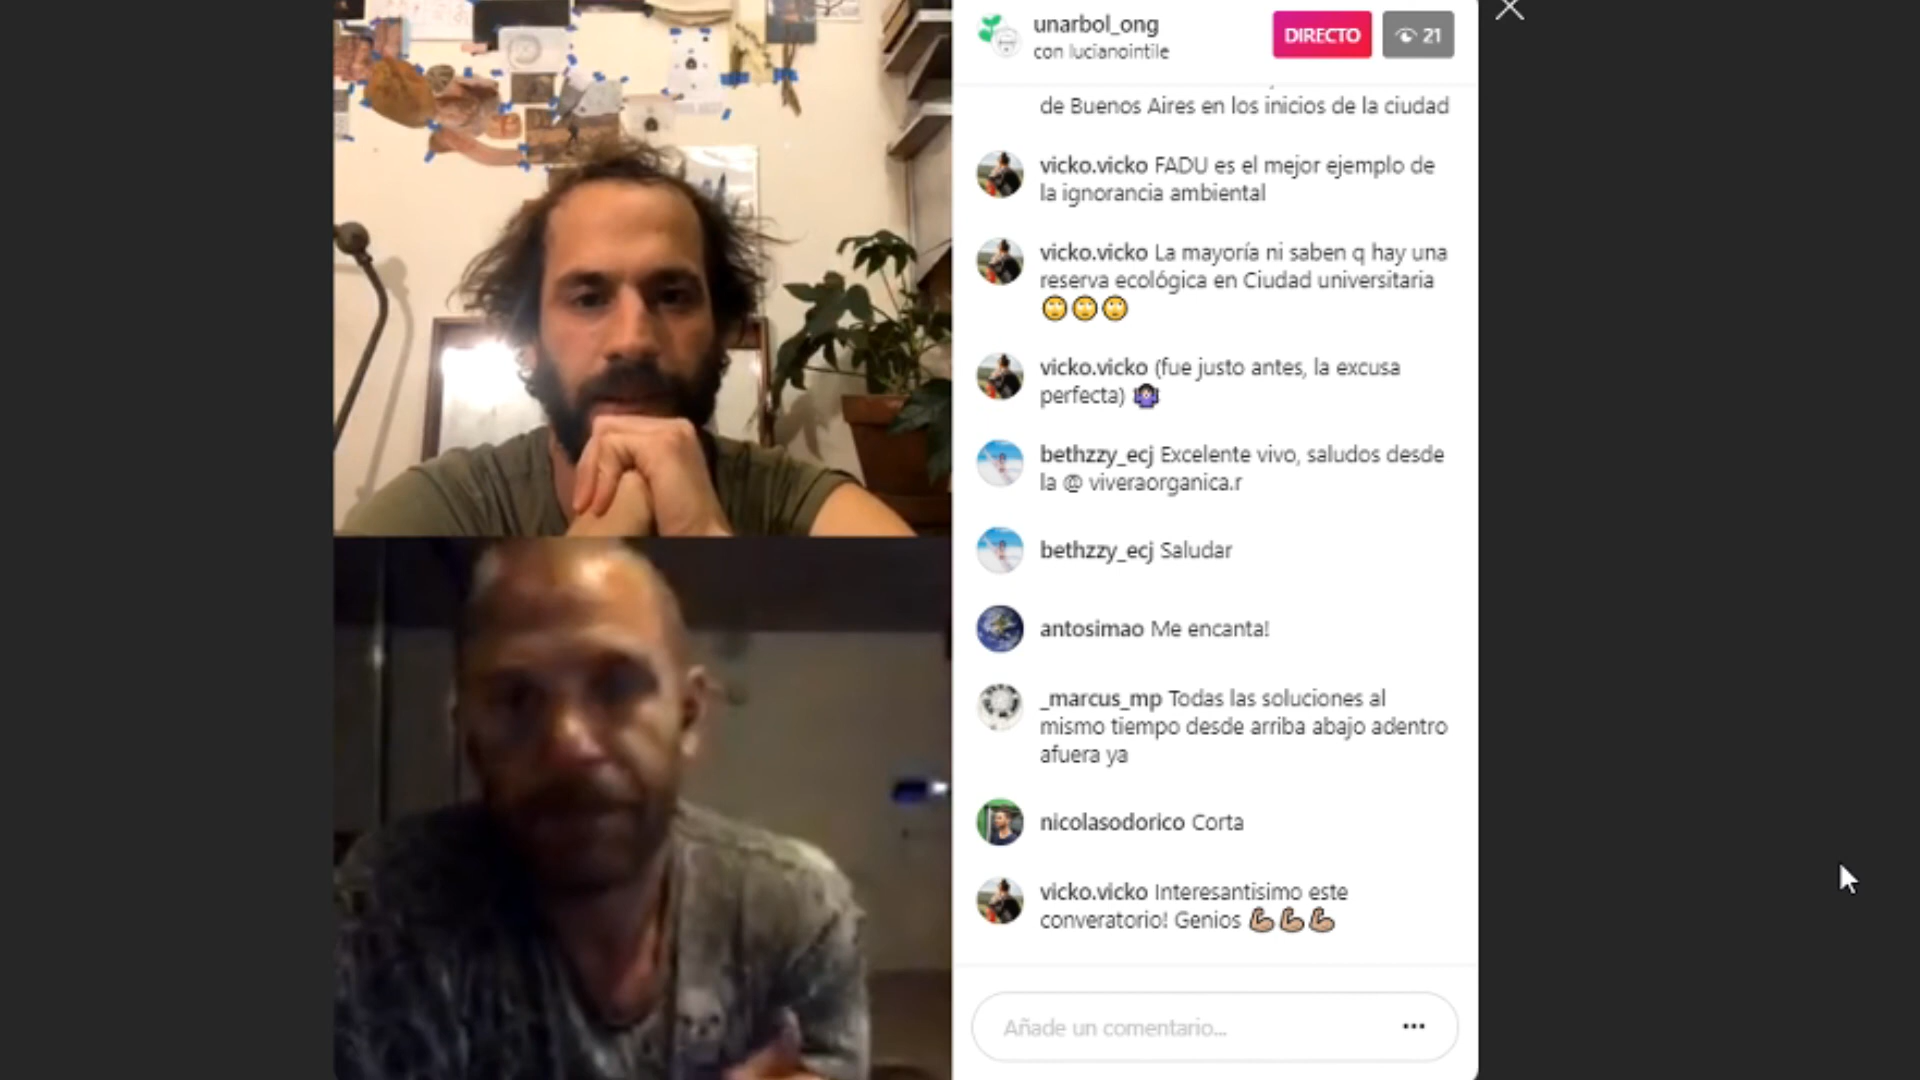 unarbol_ong
con lucianointile
DIRECTO
21
de Buenos Aires en los inicios de la ciudad
vicko.vicko FADU es el mejor ejemplo de
la ignorancia ambiental
vicko.vicko La mayoría ni saben q hay una
reserva ecológica en Ciudad universitaria
🙄🙄🙄
vicko.vicko (fue justo antes, la excusa
perfecta) 🤷🏻‍♀️
bethzzy_ecj Excelente vivo, saludos desde
la @ viveraorganica.r
bethzzy_ecj Saludar
antosimao Me encanta!
_marcus_mp Todas las soluciones al
mismo tiempo desde arriba abajo adentro
afuera ya
nicolasodorico Corta
vicko.vicko Interesantisimo este
converatorio! Genios 💪🏼💪🏼💪🏼
Añade un comentario...